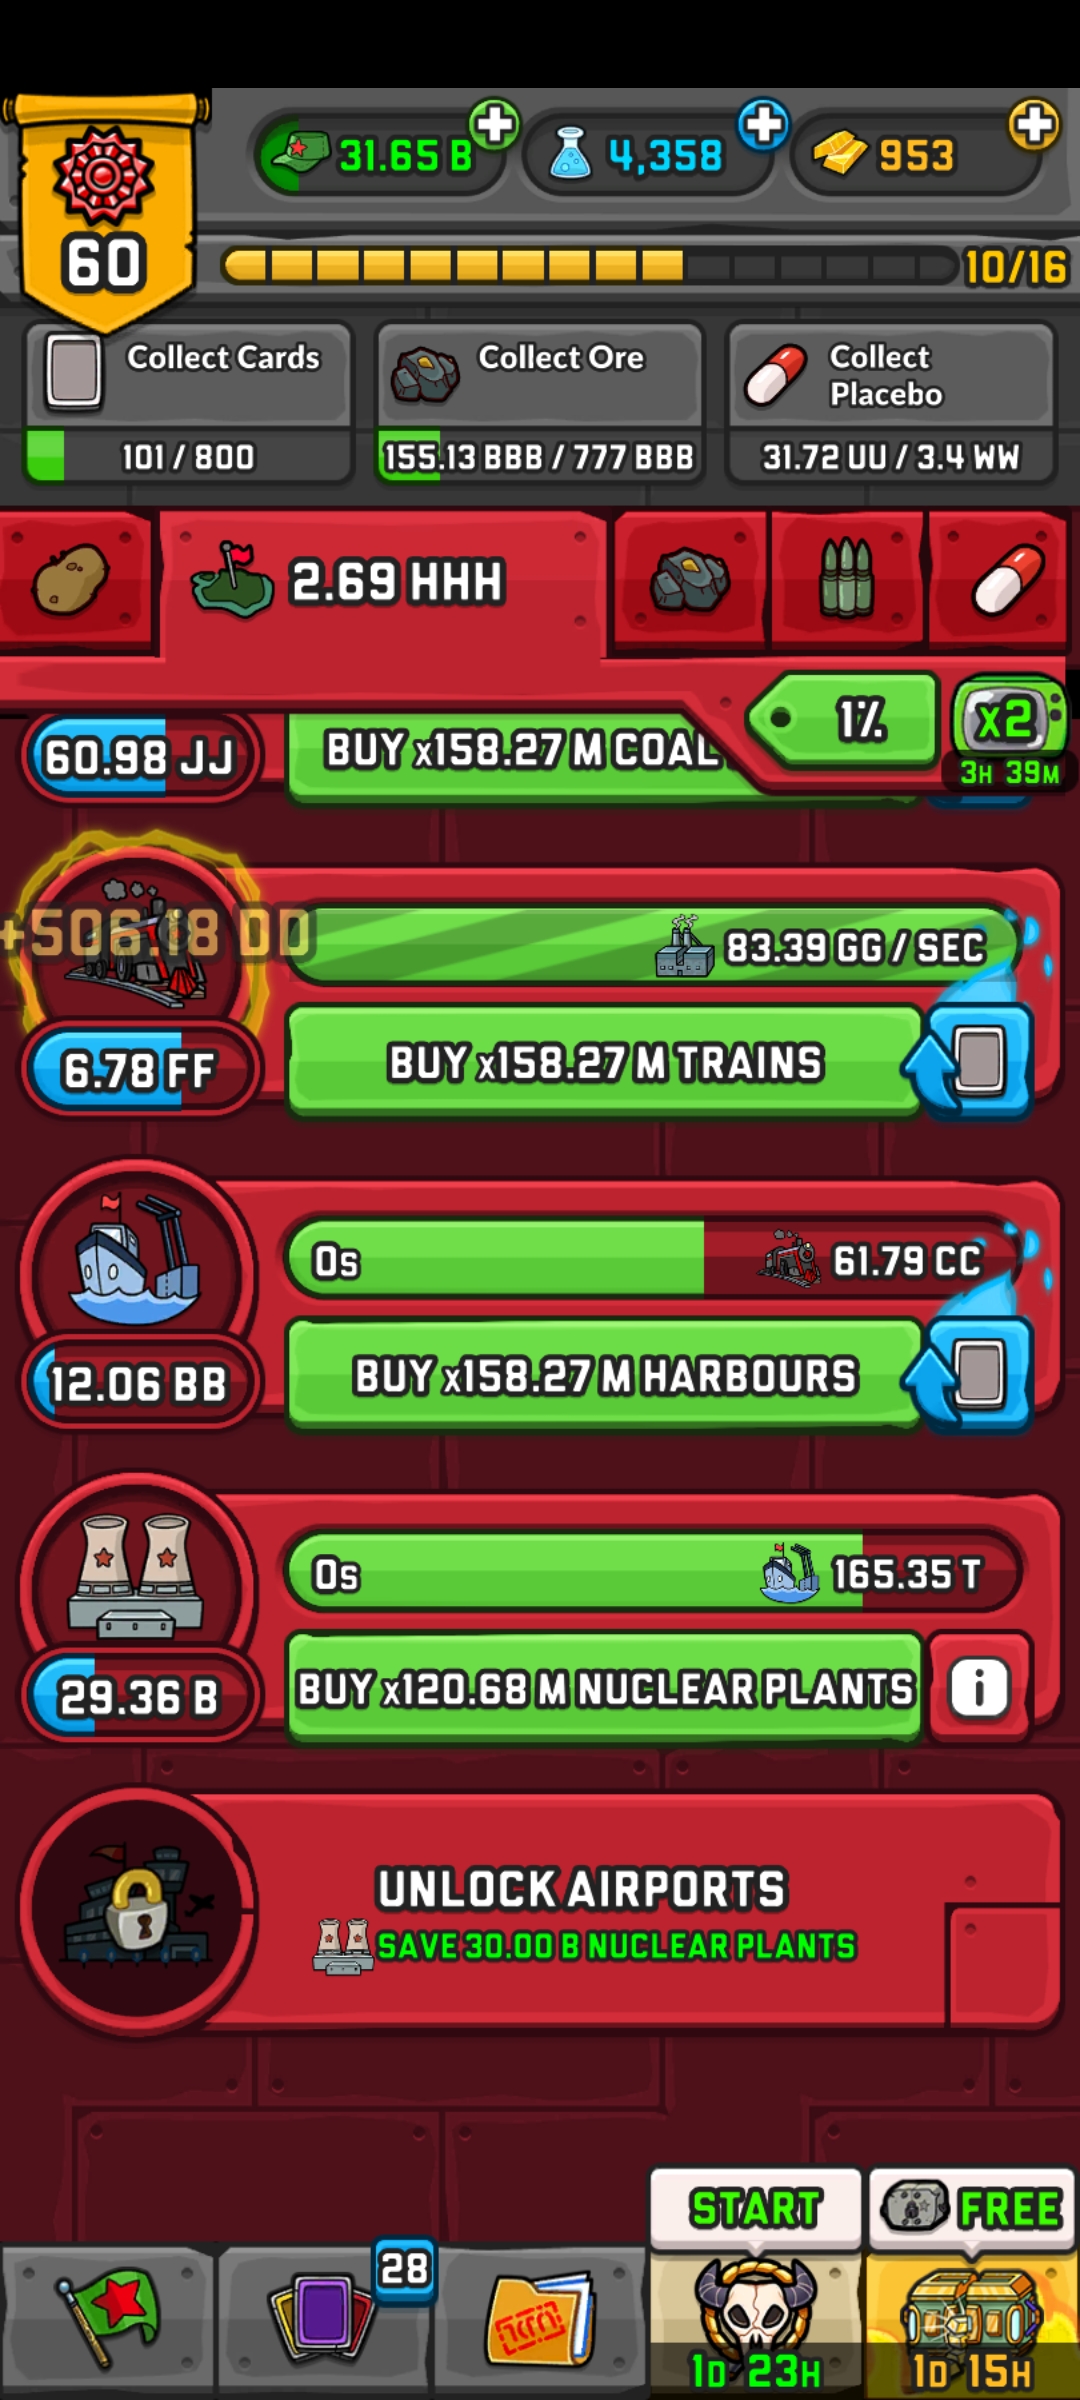 31.65 B
4,358
953
60
10/16
Collect Cards
101 / 800
Collect Ore
155.13 BBB / 777 BBB
Collect
Placebo
31.72 UU / 3.4 WW
2.69 HHH
1%
x2
3H 39M
60.98 JJ
BUY x158.27 M COAL
+506.18 DD
83.39 GG / SEC
6.78 FF
BUY x158.27 M TRAINS
0s
61.79 CC
12.06 BB
BUY x158.27 M HARBOURS
0s
165.35 T
29.36 B
BUY x120.68 M NUCLEAR PLANTS
i
UNLOCK AIRPORTS
SAVE 30.00 B NUCLEAR PLANTS
START
FREE
28
1D 23H
1D 15H